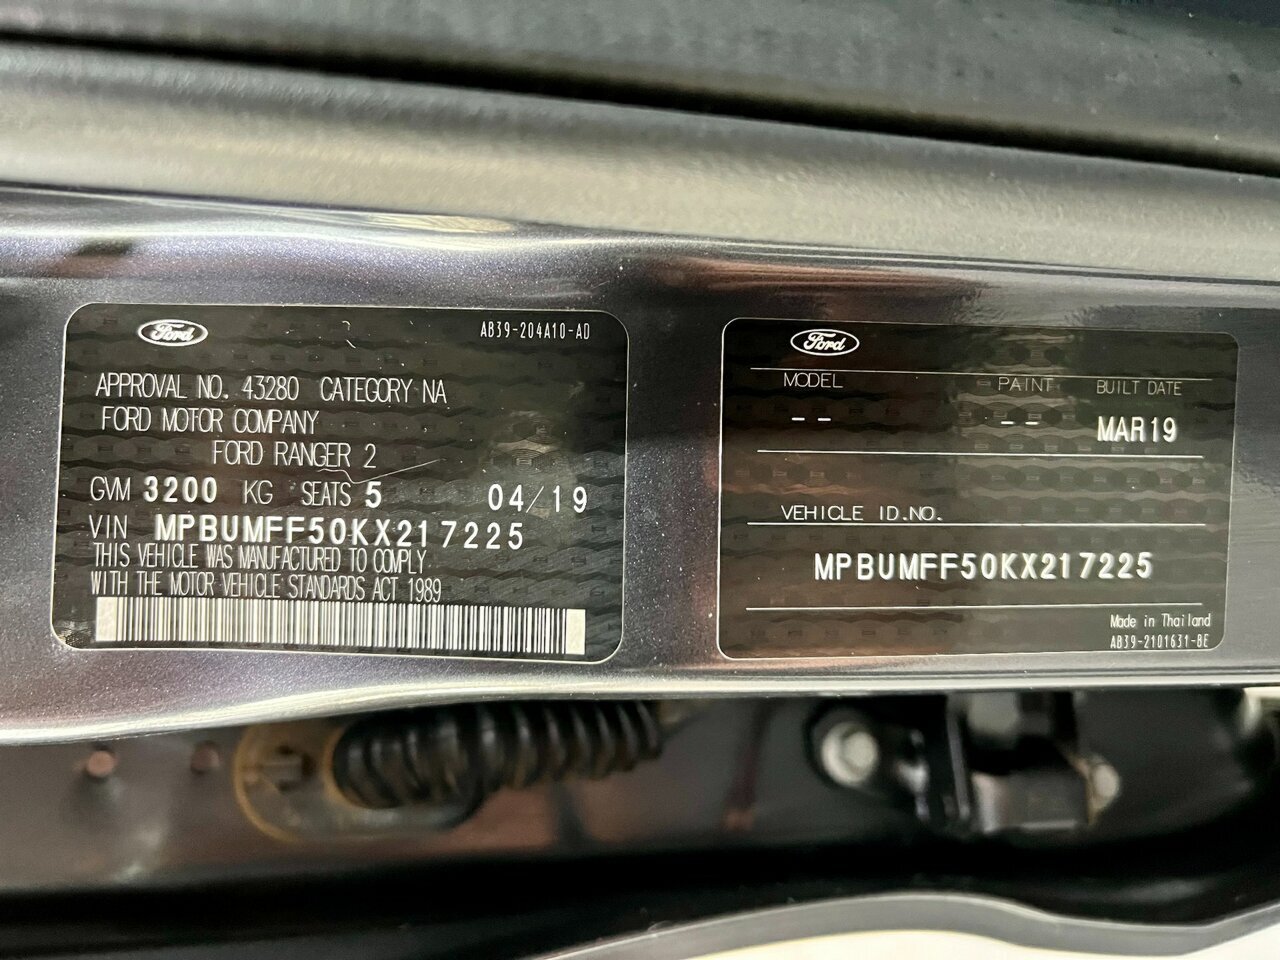 Ford
AB39-204A10-AD
APPROVAL NO. 43280 CATEGORY NA
FORD MOTOR COMPANY
FORD RANGER 2
GVM 3200 KG SEATS 5 04/19
VIN MPBUMFF50KX217225
THIS VEHICLE WAS MANUFACTURED TO COMPLY
WITH THE MOTOR VEHICLE STANDARDS ACT 1989
Ford
MODEL PAINT BUILT DATE
-- -- MAR19
VEHICLE ID.NO.
MPBUMFF50KX217225
Made in Thailand
AB39-2101631-BE